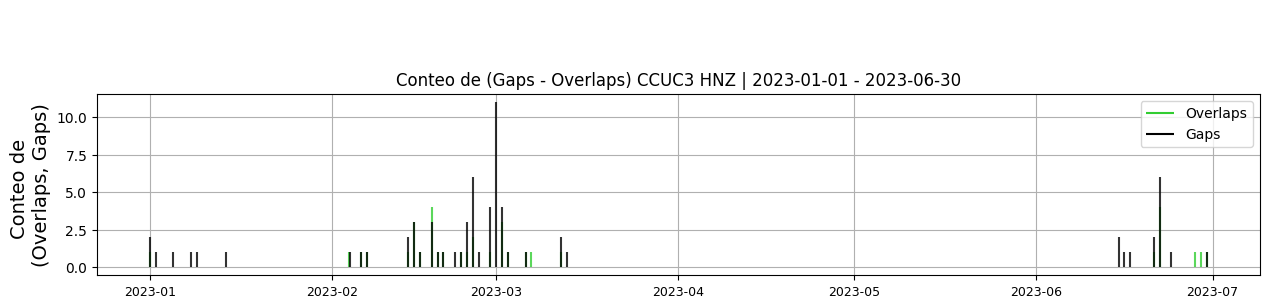 Conteo de (Gaps - Overlaps) CCUC3 HNZ | 2023-01-01 - 2023-06-30
Conteo de
(Overlaps, Gaps)
10.0
7.5
5.0
2.5
0.0
Overlaps
Gaps
2023-01
2023-02
2023-03
2023-04
2023-05
2023-06
2023-07